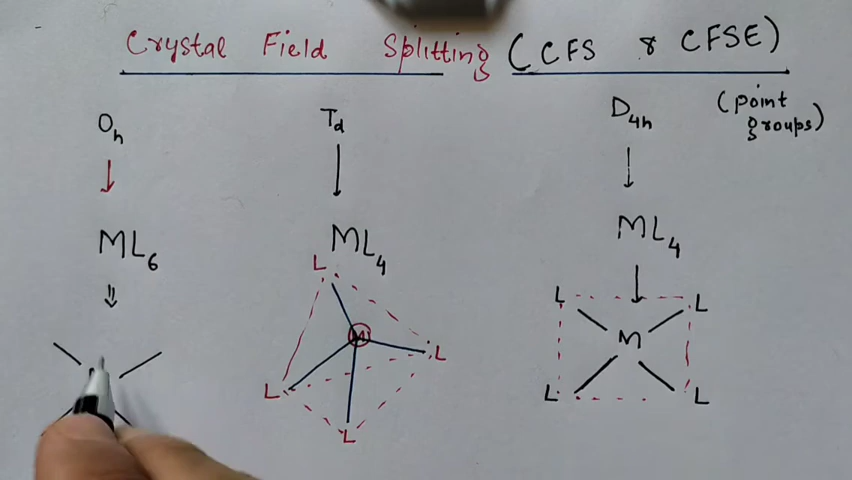 Crystal Field Splitting (CFS & CFSE)
Oh Td D4h (point groups)
ML6 ML4 ML4
L L L
M M
L L
L L L